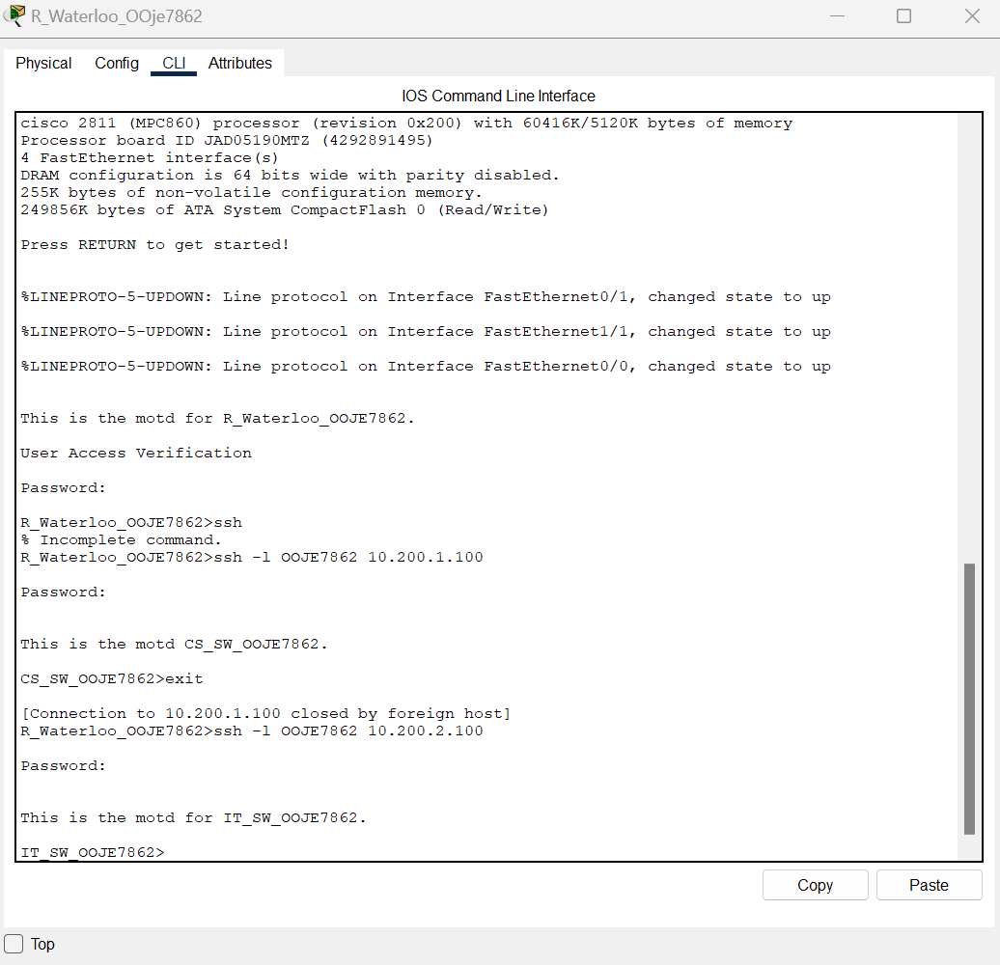 R_Waterloo_OOje7862
Physical Config CLI Attributes
IOS Command Line Interface
cisco 2811 (MPC860) processor (revision 0x200) with 60416K/5120K bytes of memory
Processor board ID JAD05190MTZ (4292891495)
4 FastEthernet interface(s)
DRAM configuration is 64 bits wide with parity disabled.
255K bytes of non-volatile configuration memory.
249856K bytes of ATA System CompactFlash 0 (Read/Write)
Press RETURN to get started!
%LINEPROTO-5-UPDOWN: Line protocol on Interface FastEthernet0/1, changed state to up
%LINEPROTO-5-UPDOWN: Line protocol on Interface FastEthernet1/1, changed state to up
%LINEPROTO-5-UPDOWN: Line protocol on Interface FastEthernet0/0, changed state to up
This is the motd for R_Waterloo_OOJE7862.
User Access Verification
Password:
R_Waterloo_OOJE7862>ssh
% Incomplete command.
R_Waterloo_OOJE7862>ssh -l OOJE7862 10.200.1.100
Password:
This is the motd CS_SW_OOJE7862.
CS_SW_OOJE7862>exit
[Connection to 10.200.1.100 closed by foreign host]
R_Waterloo_OOJE7862>ssh -l OOJE7862 10.200.2.100
Password:
This is the motd for IT_SW_OOJE7862.
IT_SW_OOJE7862>
Copy Paste
Top